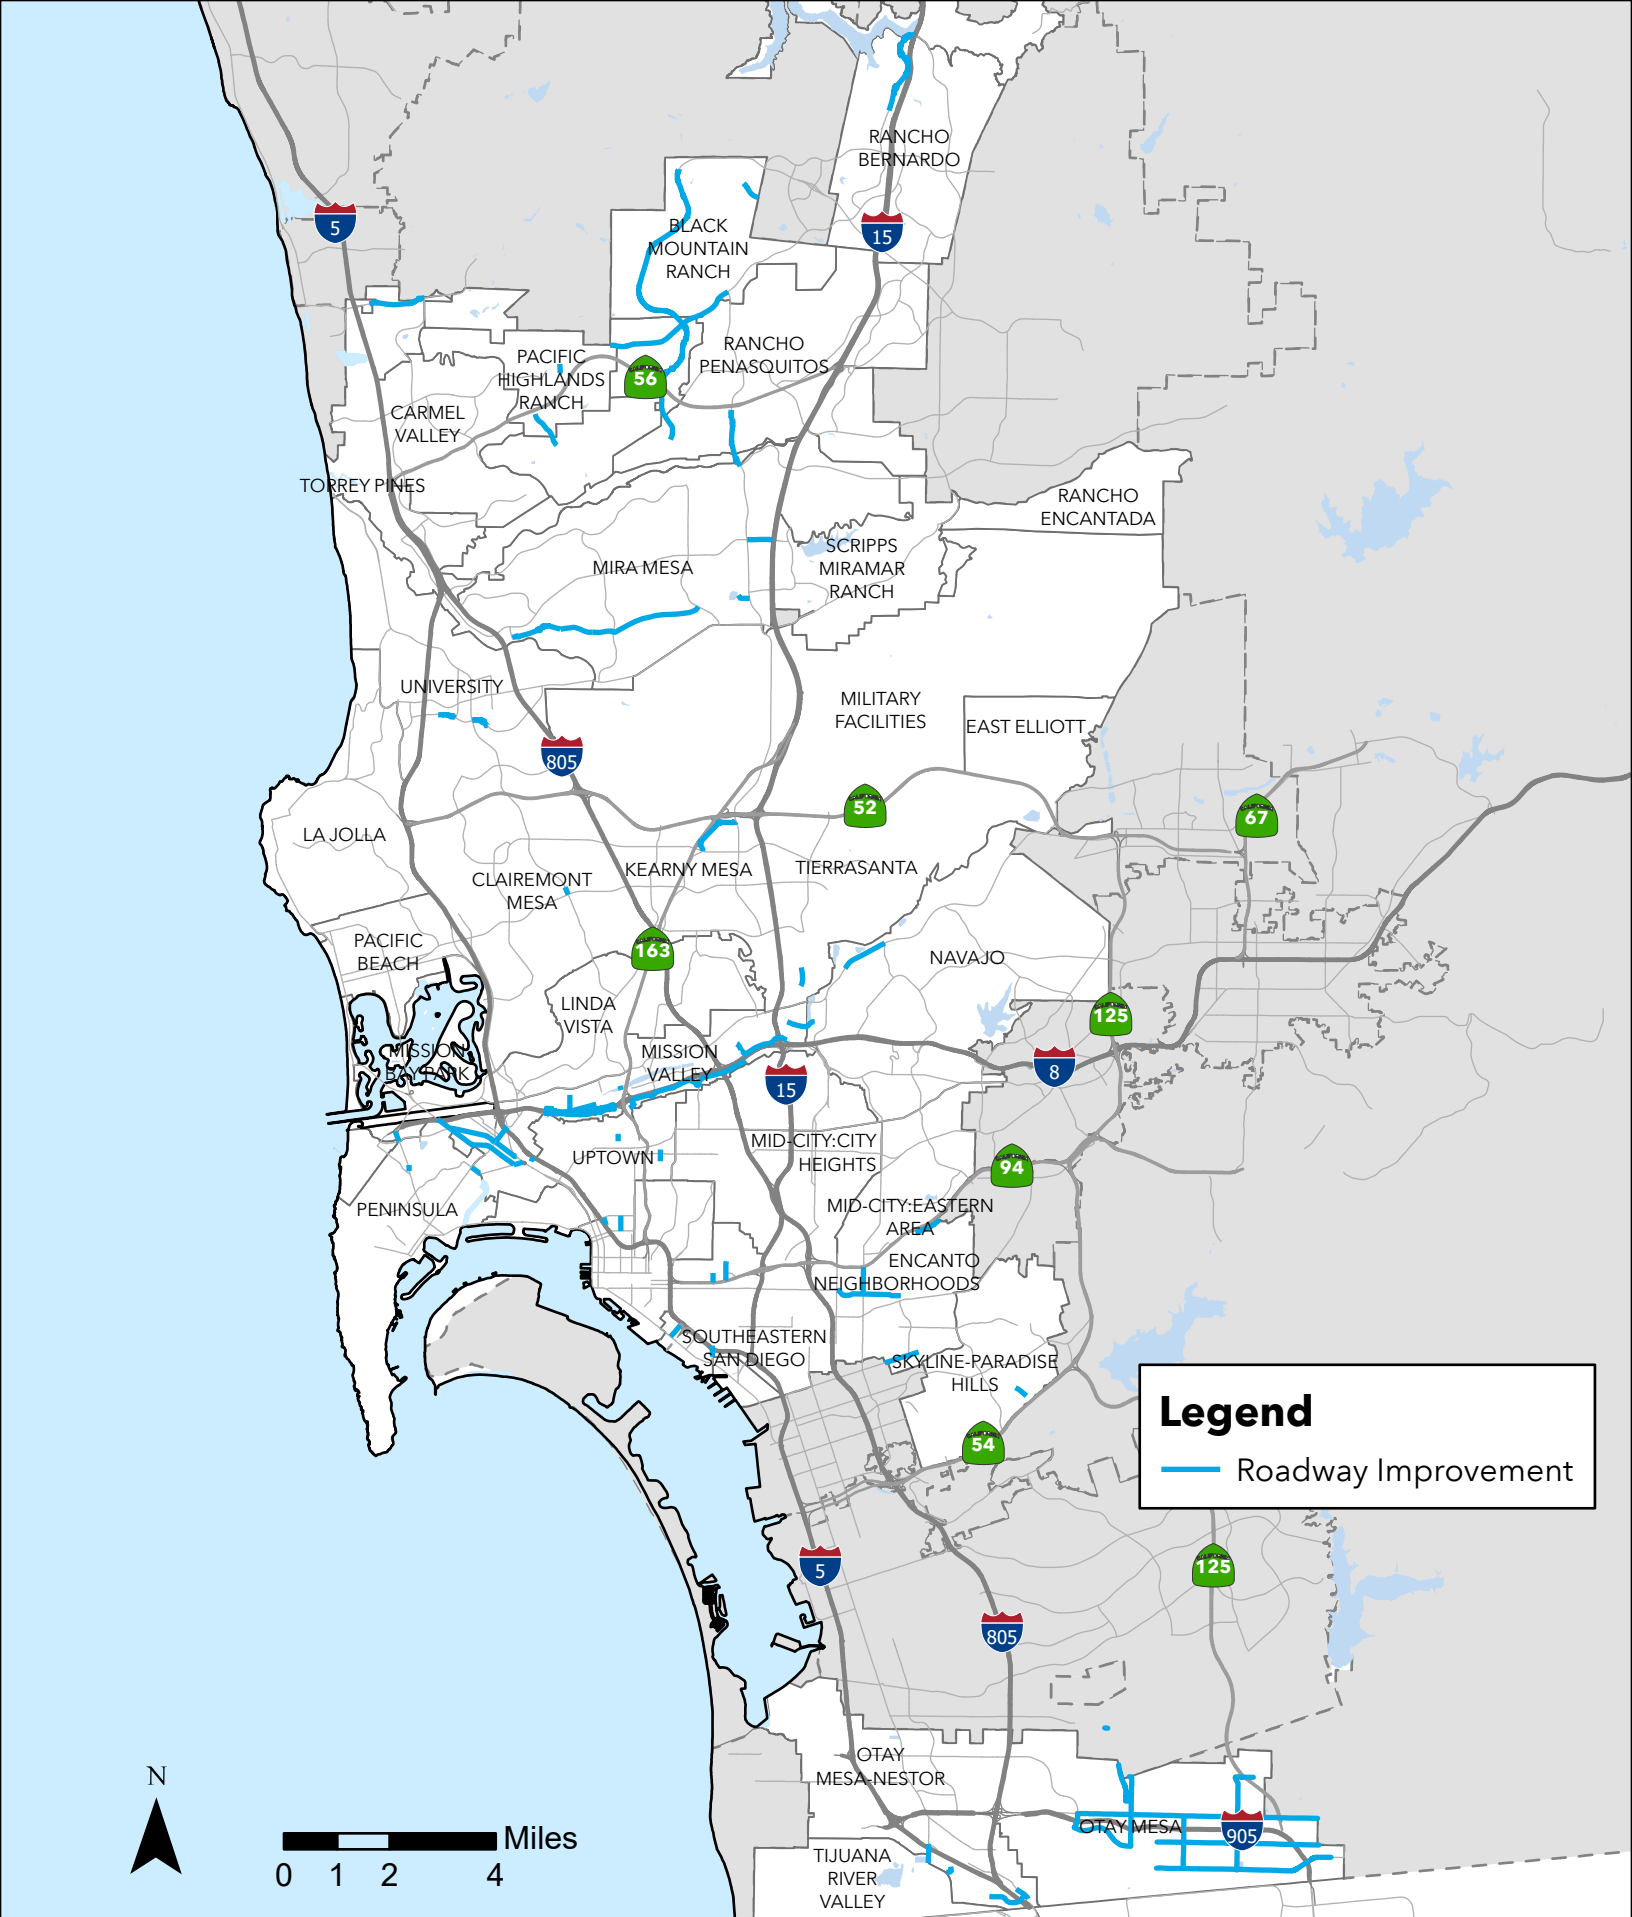 RANCHO
BERNARDO
5
15
BLACK
MOUNTAIN
RANCH
RANCHO
PENASQUITOS
PACIFIC
HIGHLANDS
RANCH
56
CARMEL
VALLEY
TORREY PINES
RANCHO
ENCANTADA
MIRA MESA
SCRIPPS
MIRAMAR
RANCH
UNIVERSITY
MILITARY
FACILITIES
EAST ELLIOTT
805
52
67
LA JOLLA
CLAIREMONT
MESA
KEARNY MESA
TIERRASANTA
PACIFIC
BEACH
163
NAVAJO
LINDA
VISTA
125
MISSION
BAY PARK
MISSION
VALLEY
15
8
UPTOWN
MID-CITY:CITY
HEIGHTS
94
PENINSULA
MID-CITY:EASTERN
AREA
ENCANTO
NEIGHBORHOODS
SOUTHEASTERN
SAN DIEGO
SKYLINE-PARADISE
HILLS
54
Legend
Roadway Improvement
5
125
805
OTAY
MESA-NESTOR
OTAY MESA
905
TIJUANA
RIVER
VALLEY
N
Miles
0 1 2 4